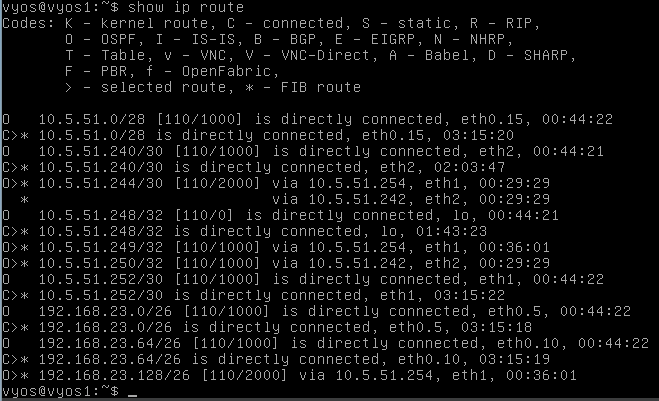 vyos@vyos1:~$ show ip route
Codes: K - kernel route, C - connected, S - static, R - RIP,
       O - OSPF, I - IS-IS, B - BGP, E - EIGRP, N - NHRP,
       T - Table, v - VNC, V - VNC-Direct, A - Babel, D - SHARP,
       F - PBR, f - OpenFabric,
       > - selected route, * - FIB route

O   10.5.51.0/28 [110/1000] is directly connected, eth0.15, 00:44:22
C>* 10.5.51.0/28 is directly connected, eth0.15, 03:15:20
O   10.5.51.240/30 [110/1000] is directly connected, eth2, 00:44:21
C>* 10.5.51.240/30 is directly connected, eth2, 02:03:47
O>* 10.5.51.244/30 [110/2000] via 10.5.51.254, eth1, 00:29:29
  *                           via 10.5.51.242, eth2, 00:29:29
O   10.5.51.248/32 [110/0] is directly connected, lo, 00:44:21
C>* 10.5.51.248/32 is directly connected, lo, 01:43:23
O>* 10.5.51.249/32 [110/1000] via 10.5.51.254, eth1, 00:36:01
O>* 10.5.51.250/32 [110/1000] via 10.5.51.242, eth2, 00:29:29
O   10.5.51.252/30 [110/1000] is directly connected, eth1, 00:44:22
C>* 10.5.51.252/30 is directly connected, eth1, 03:15:22
O   192.168.23.0/26 [110/1000] is directly connected, eth0.5, 00:44:22
C>* 192.168.23.0/26 is directly connected, eth0.5, 03:15:18
O   192.168.23.64/26 [110/1000] is directly connected, eth0.10, 00:44:22
C>* 192.168.23.64/26 is directly connected, eth0.10, 03:15:19
O>* 192.168.23.128/26 [110/2000] via 10.5.51.254, eth1, 00:36:01
vyos@vyos1:~$ _